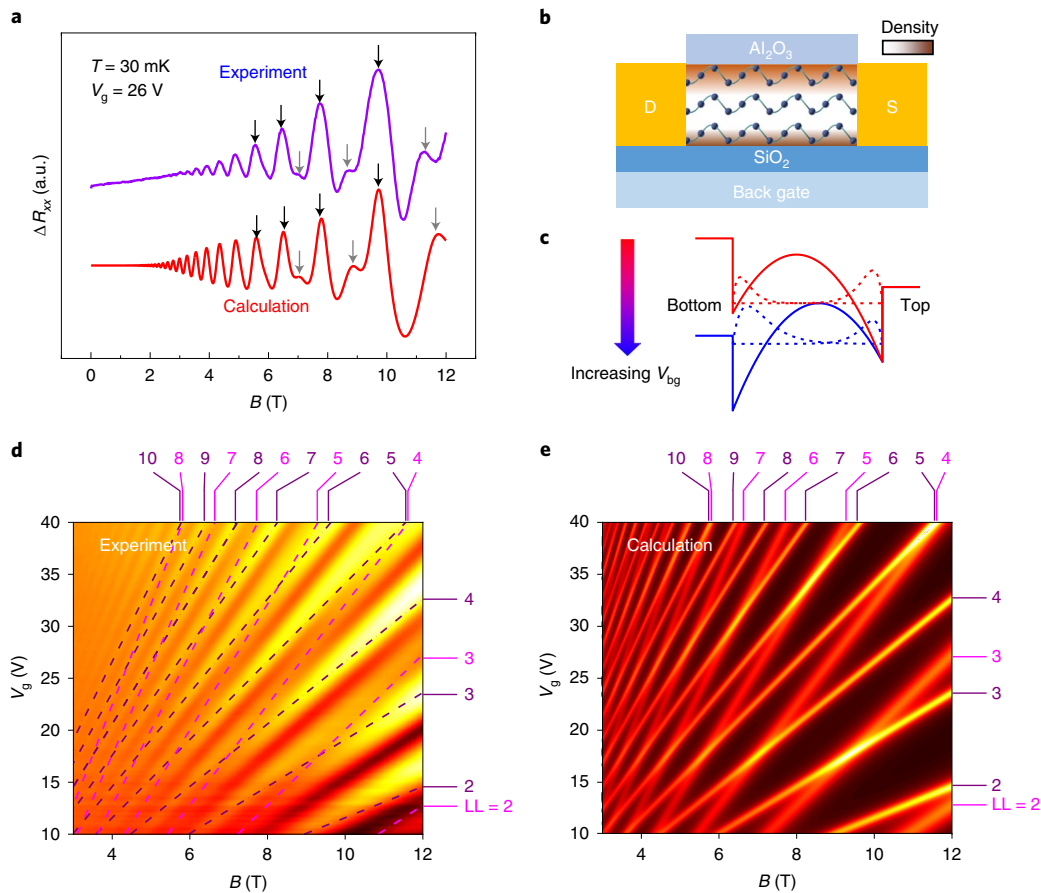 a
T = 30 mK
V_g = 26 V
Experiment
Calculation
ΔR_xx (a.u.)
0 2 4 6 8 10 12
B (T)
b
Density
Al₂O₃
D
S
SiO₂
Back gate
c
Bottom
Top
Increasing V_bg
d
10 8 9 7 8 6 7 5 6 5 4
Experiment
40
35
30
25
20
15
10
V_g (V)
4
3
3
2
LL = 2
4 6 8 10 12
B (T)
e
10 8 9 7 8 6 7 5 6 5 4
Calculation
40
35
30
25
20
15
10
V_g (V)
4
3
3
2
LL = 2
4 6 8 10 12
B (T)